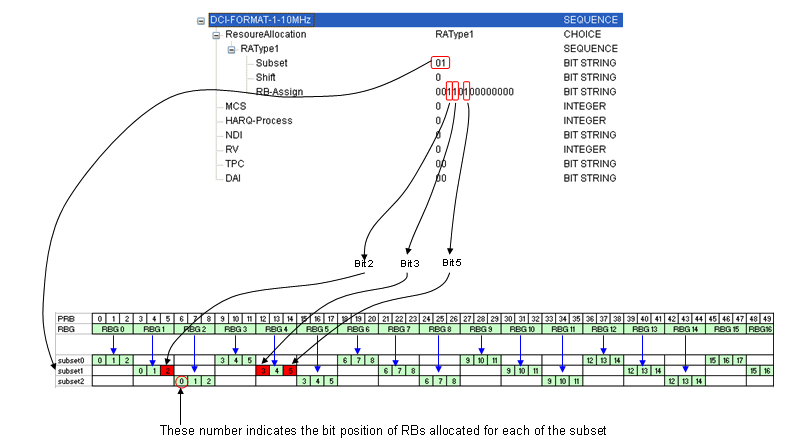 DCI-FORMAT-1-10MHz SEQUENCE
ResoureAllocation RAType1 CHOICE
RAType1 SEQUENCE
Subset 01 BIT STRING
Shift 0 BIT STRING
RB-Assign 00110100000000 BIT STRING
MCS 0 INTEGER
HARQ-Process 0 INTEGER
NDI 0 BIT STRING
RV 0 INTEGER
TPC 00 BIT STRING
DAI 00 BIT STRING
Bit2 Bit3 Bit5
PRB 0 1 2 3 4 5 6 7 8 9 10 11 12 13 14 15 16 17 18 19 20 21 22 23 24 25 26 27 28 29 30 31 32 33 34 35 36 37 38 39 40 41 42 43 44 45 46 47 48 49
RBG RBG 0 RBG 1 RBG 2 RBG 3 RBG 4 RBG 5 RBG 6 RBG 7 RBG 8 RBG 9 RBG 10 RBG 11 RBG 12 RBG 13 RBG 14 RBG 15 RBG16
subset0 0 1 2 3 4 5 6 7 8 9 10 11 12 13 14 15 16 17
subset1 0 1 2 3 4 5 6 7 8 9 10 11 12 13 14 15 16
subset2 0 1 2 3 4 5 6 7 8 9 10 11 12 13 14
These number indicates the bit position of RBs allocated for each of the subset